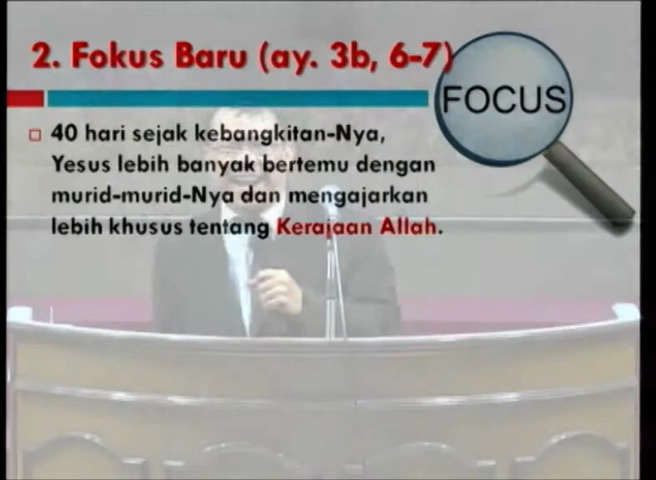 2. Fokus Baru (ay. 3b, 6-7)
FOCUS
40 hari sejak kebangkitan-Nya,
Yesus lebih banyak bertemu dengan
murid-murid-Nya dan mengajarkan
lebih khusus tentang Kerajaan Allah.